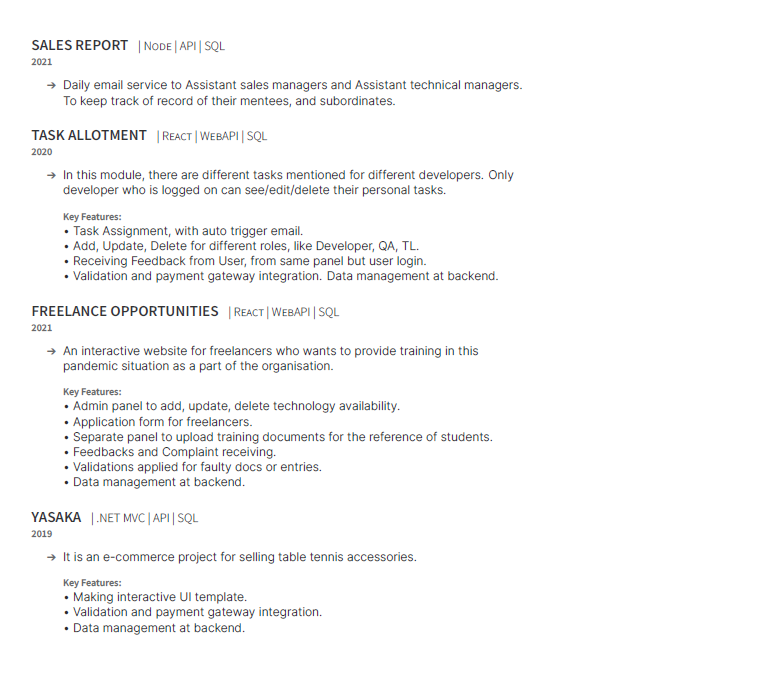 SALES REPORT | NODE | API | SQL
2021
→ Daily email service to Assistant sales managers and Assistant technical managers.
To keep track of record of their mentees, and subordinates.
TASK ALLOTMENT | REACT | WEBAPI | SQL
2020
→ In this module, there are different tasks mentioned for different developers. Only
developer who is logged on can see/edit/delete their personal tasks.
Key Features:
• Task Assignment, with auto trigger email.
• Add, Update, Delete for different roles, like Developer, QA, TL.
• Receiving Feedback from User, from same panel but user login.
• Validation and payment gateway integration. Data management at backend.
FREELANCE OPPORTUNITIES | REACT | WEBAPI | SQL
2021
→ An interactive website for freelancers who wants to provide training in this
pandemic situation as a part of the organisation.
Key Features:
• Admin panel to add, update, delete technology availability.
• Application form for freelancers.
• Separate panel to upload training documents for the reference of students.
• Feedbacks and Complaint receiving.
• Validations applied for faulty docs or entries.
• Data management at backend.
YASAKA | .NET MVC | API | SQL
2019
→ It is an e-commerce project for selling table tennis accessories.
Key Features:
• Making interactive UI template.
• Validation and payment gateway integration.
• Data management at backend.